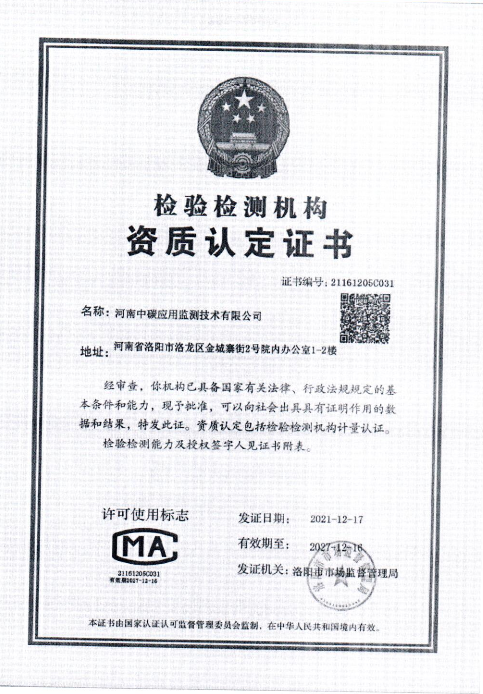 检验检测机构
资质认定证书
证书编号：21161205C031
名称：河南中碳应用监测技术有限公司
地址：河南省洛阳市洛龙区金城寨街2号院内办公室1-2楼
经审查，你机构已具备国家有关法律、行政法规规定的基
本条件和能力，现予批准，可以向社会出具具有证明作用的数
据和结果，特发此证。资质认定包括检验检测机构计量认证。
检验检测能力及授权签字人见证书附表。
许可使用标志
MA
21161205C031
有效期2027-12-16
发证日期：2021-12-17
有效期至：2027-12-16
发证机关：洛阳市市场监督管理局
本证书由国家认证认可监督管理委员会监制，在中华人民共和国境内有效。